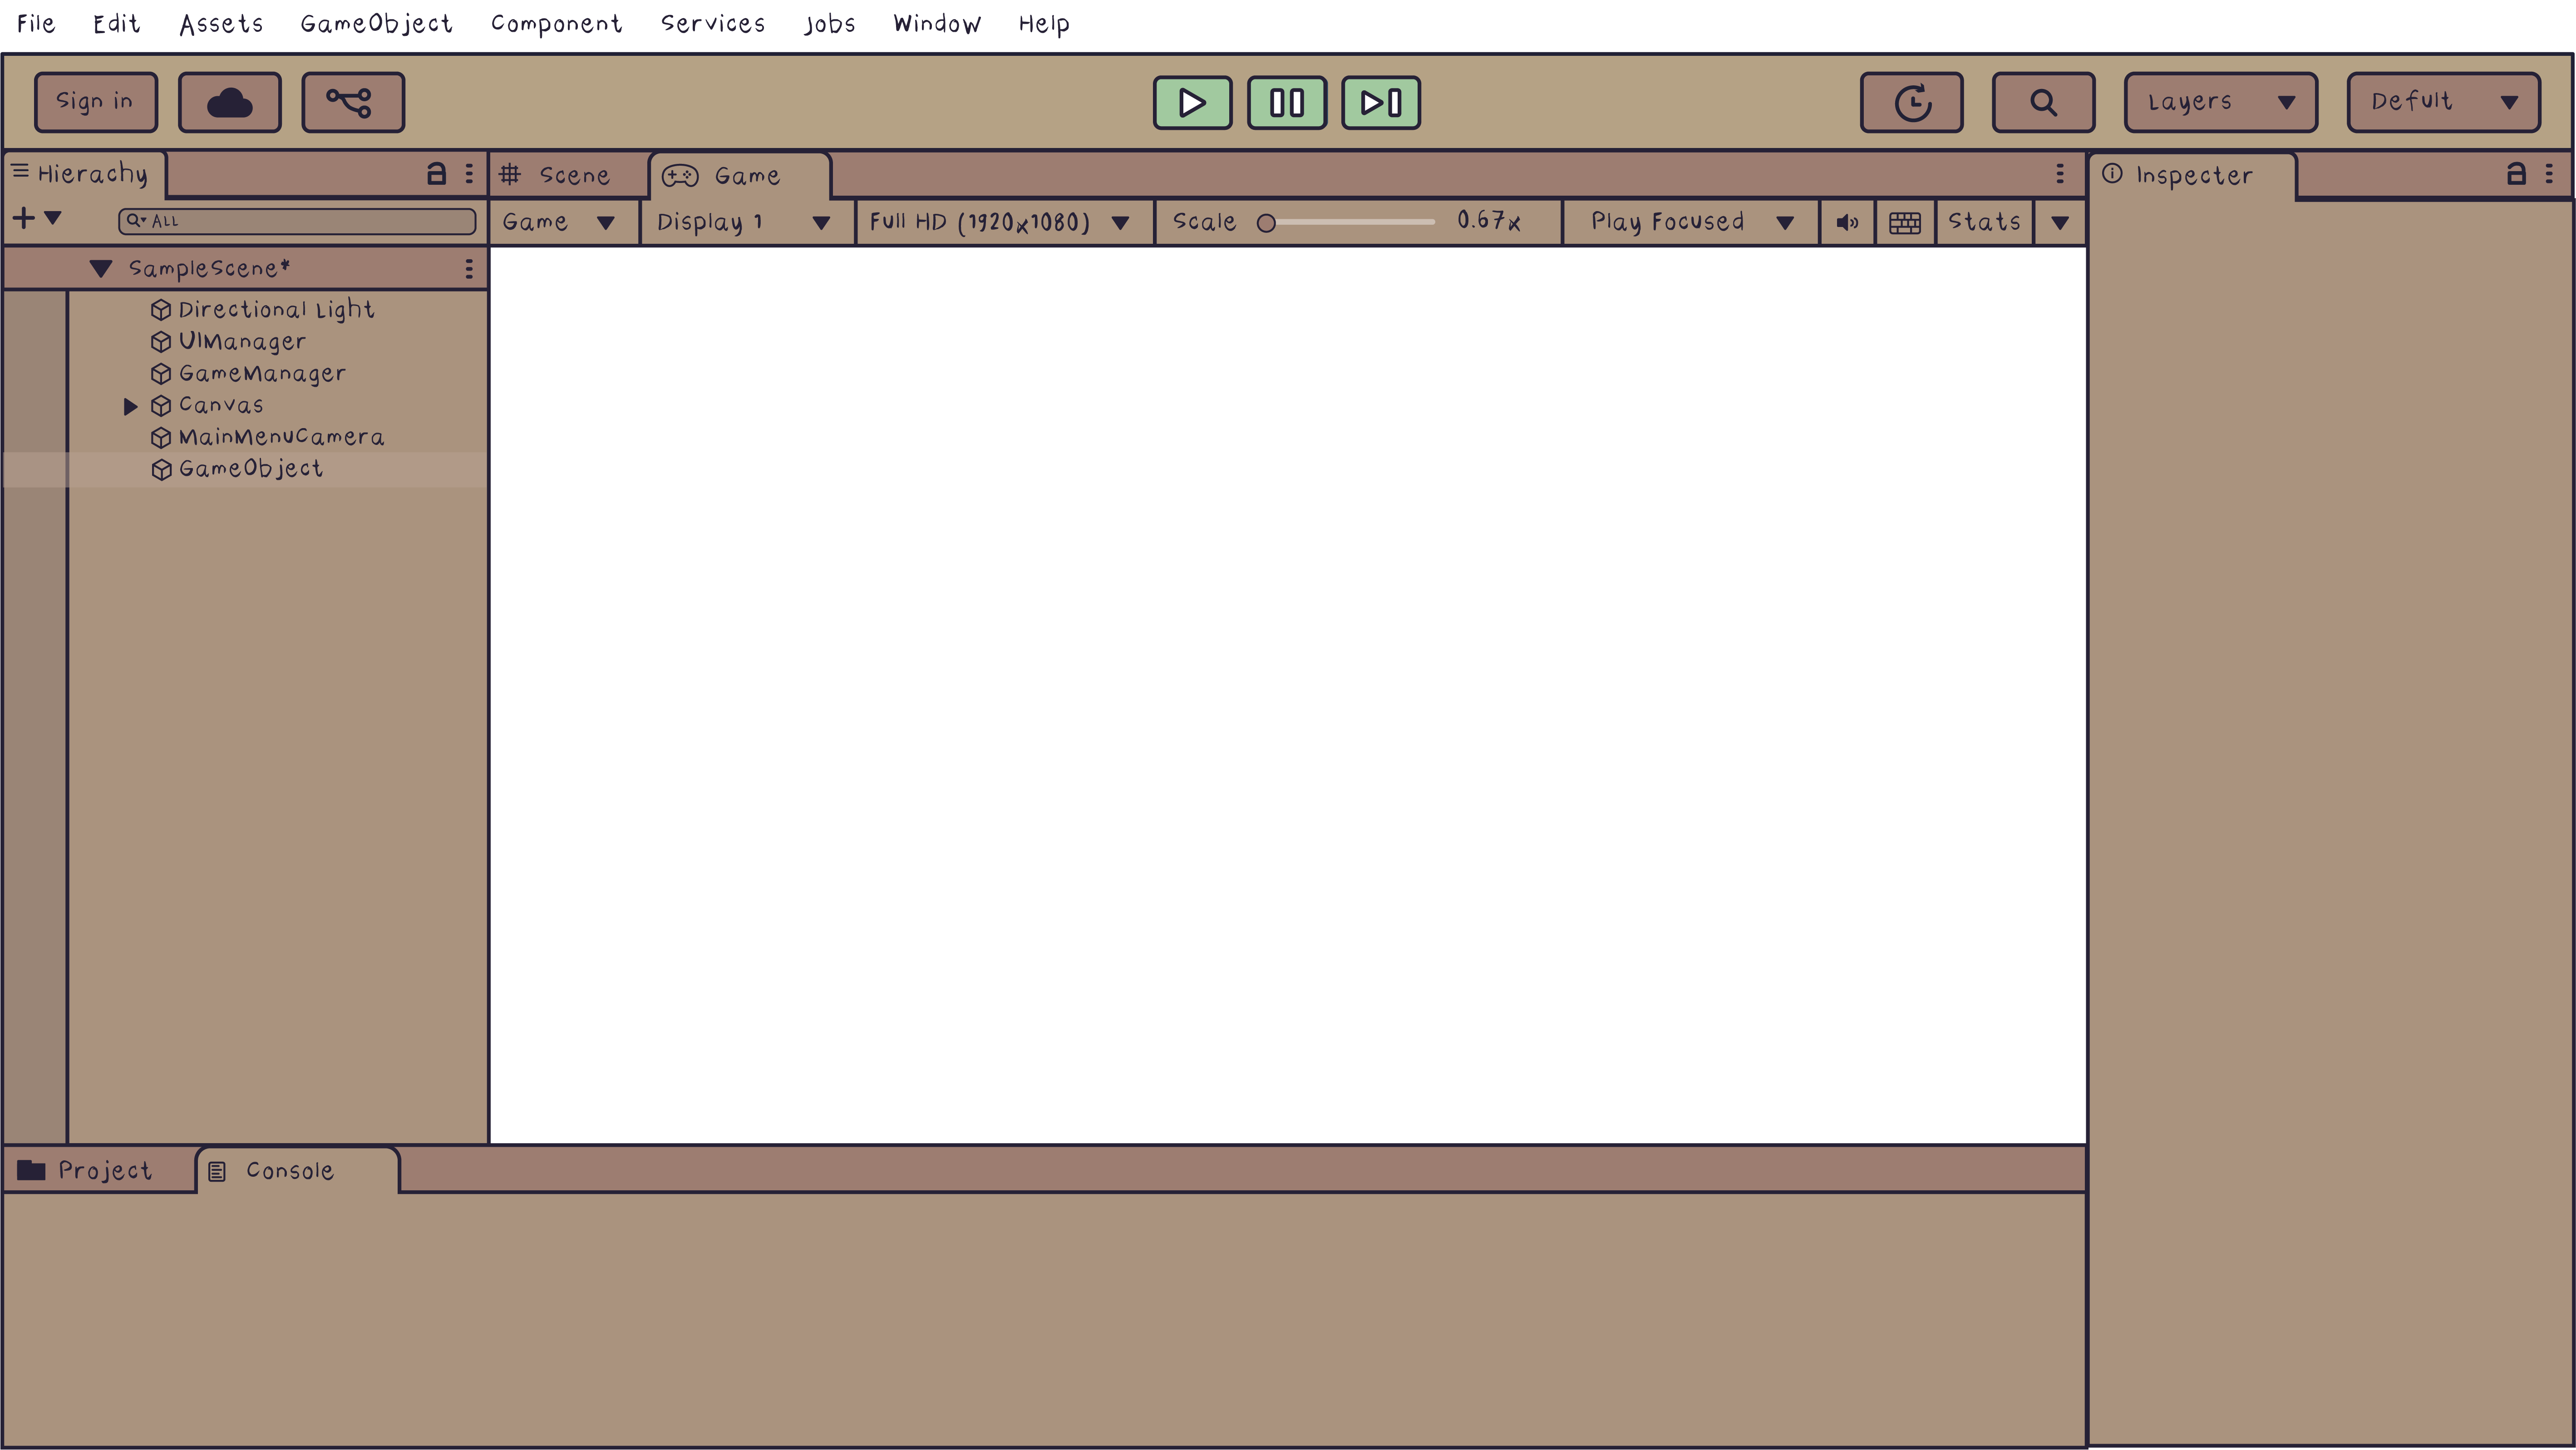 File Edit Assets GameObject Component Services Jobs Window Help
Sign in Layers Defult
Hierachy Scene Game Inspecter
ALL Game Display 1 Full HD (1920x1080) Scale 0.67x Play Focused Stats
SampleScene*
Directional Light
UIManager
GameManager
Canvas
MainMenuCamera
GameObject
Project Console